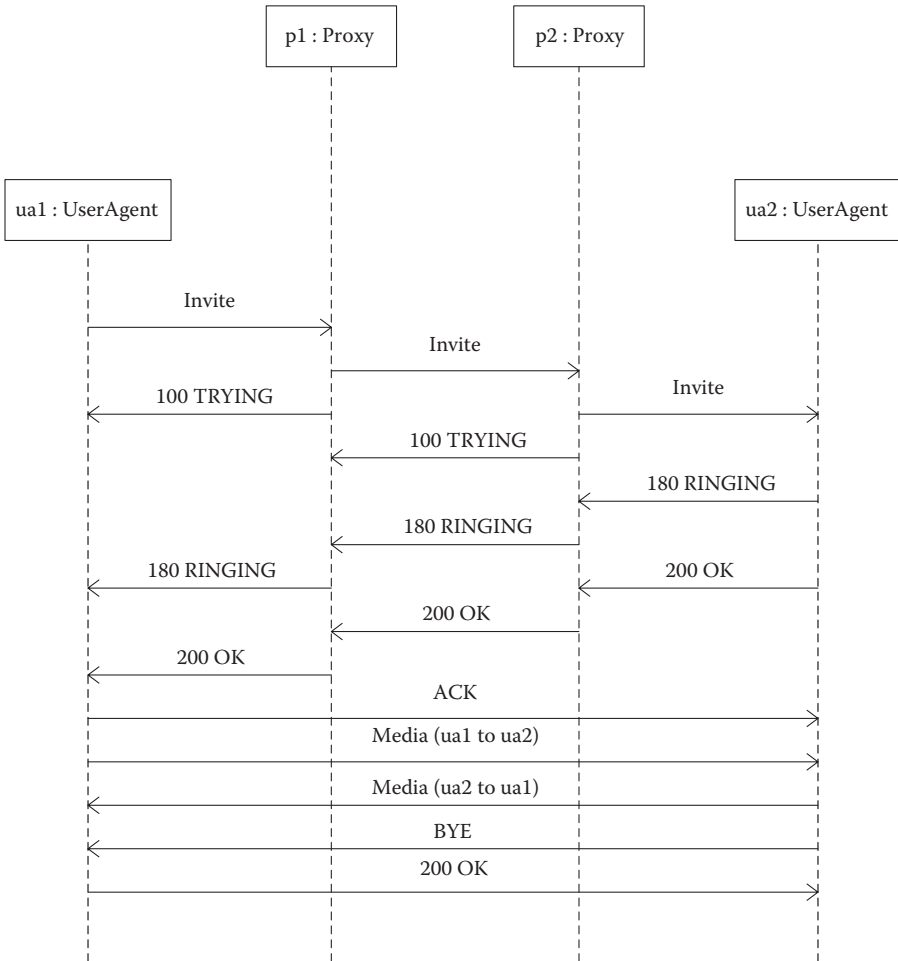 p1 : Proxy
p2 : Proxy
ua1 : UserAgent
ua2 : UserAgent
Invite
Invite
100 TRYING
Invite
100 TRYING
180 RINGING
180 RINGING
180 RINGING
200 OK
200 OK
200 OK
ACK
Media (ua1 to ua2)
Media (ua2 to ua1)
BYE
200 OK